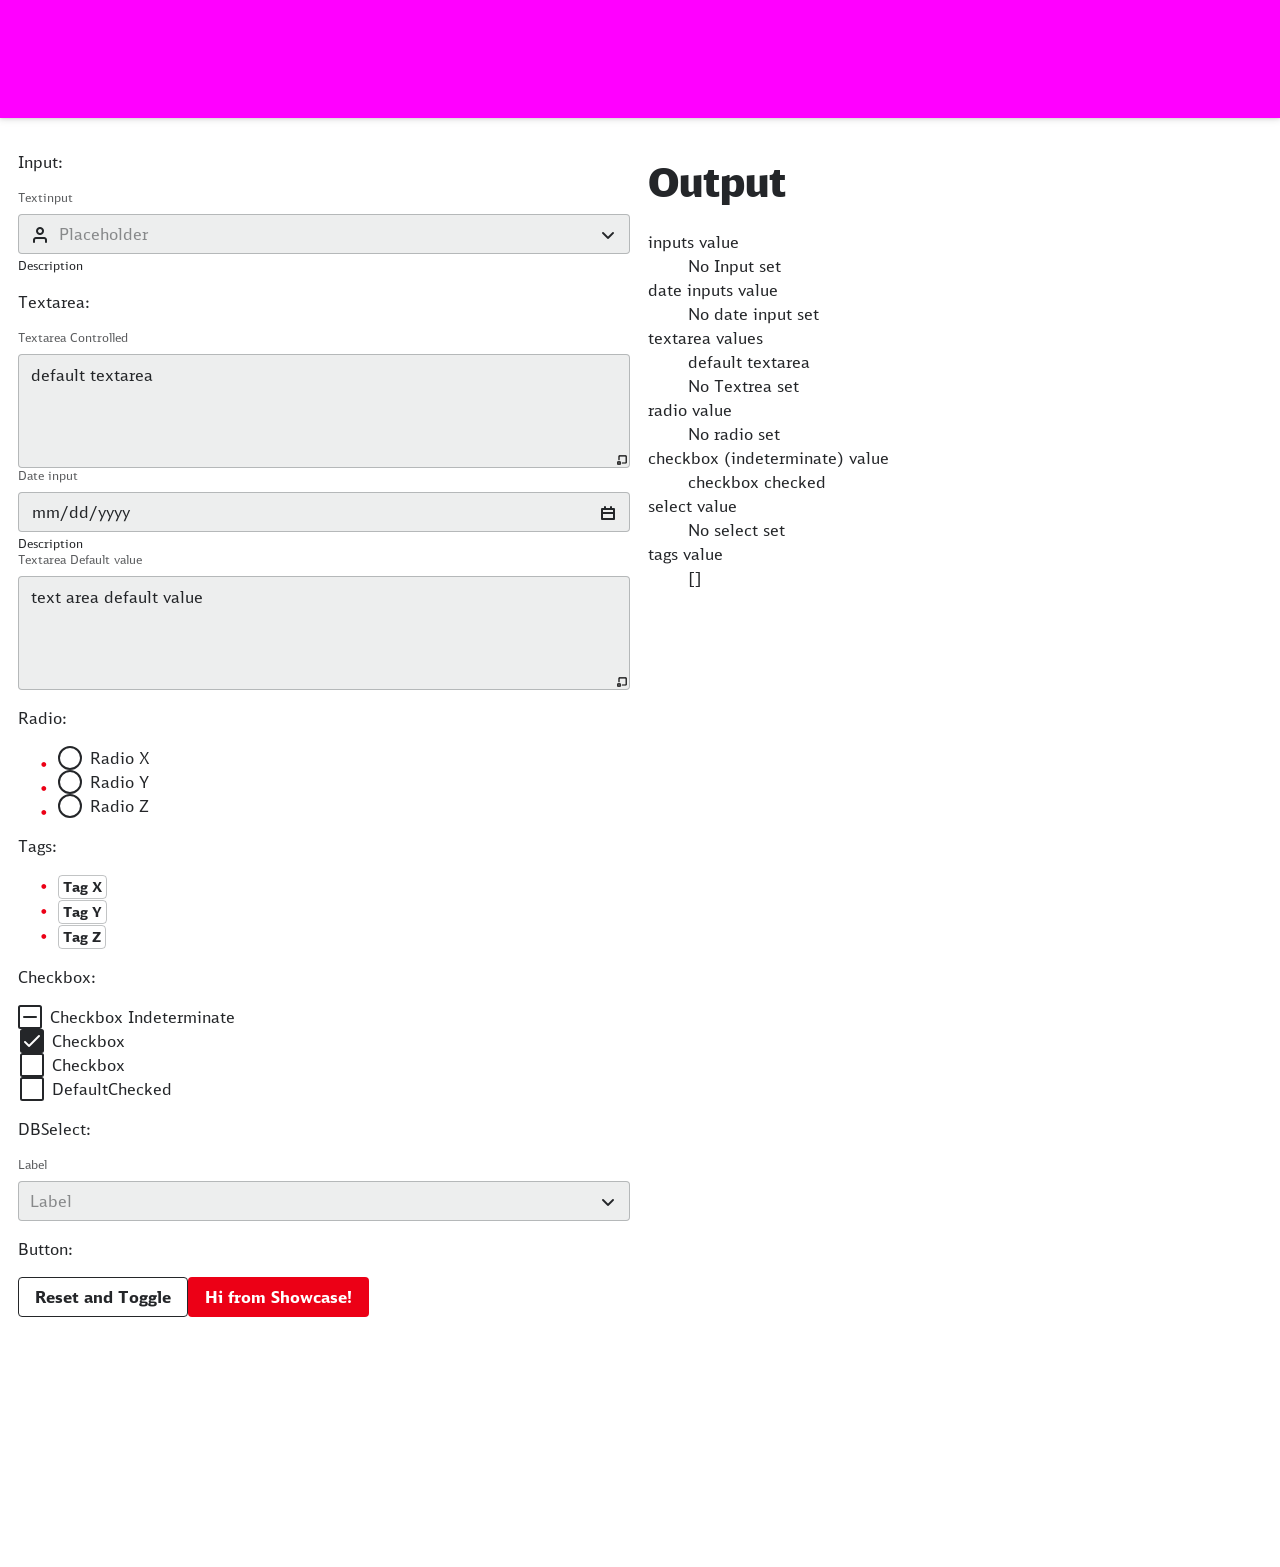 Input:
Textinput
Placeholder
Description
Textarea:
Textarea Controlled
default textarea
Date input
mm/dd/yyyy
Description
Textarea Default value
text area default value
Radio:
Radio X
Radio Y
Radio Z
Tags:
Tag X
Tag Y
Tag Z
Checkbox:
Checkbox Indeterminate
Checkbox
Checkbox
DefaultChecked
DBSelect:
Label
Label
Button:
Reset and Toggle Hi from Showcase!
Output
inputs value
No Input set
date inputs value
No date input set
textarea values
default textarea
No Textrea set
radio value
No radio set
checkbox (indeterminate) value
checkbox checked
select value
No select set
tags value
[]